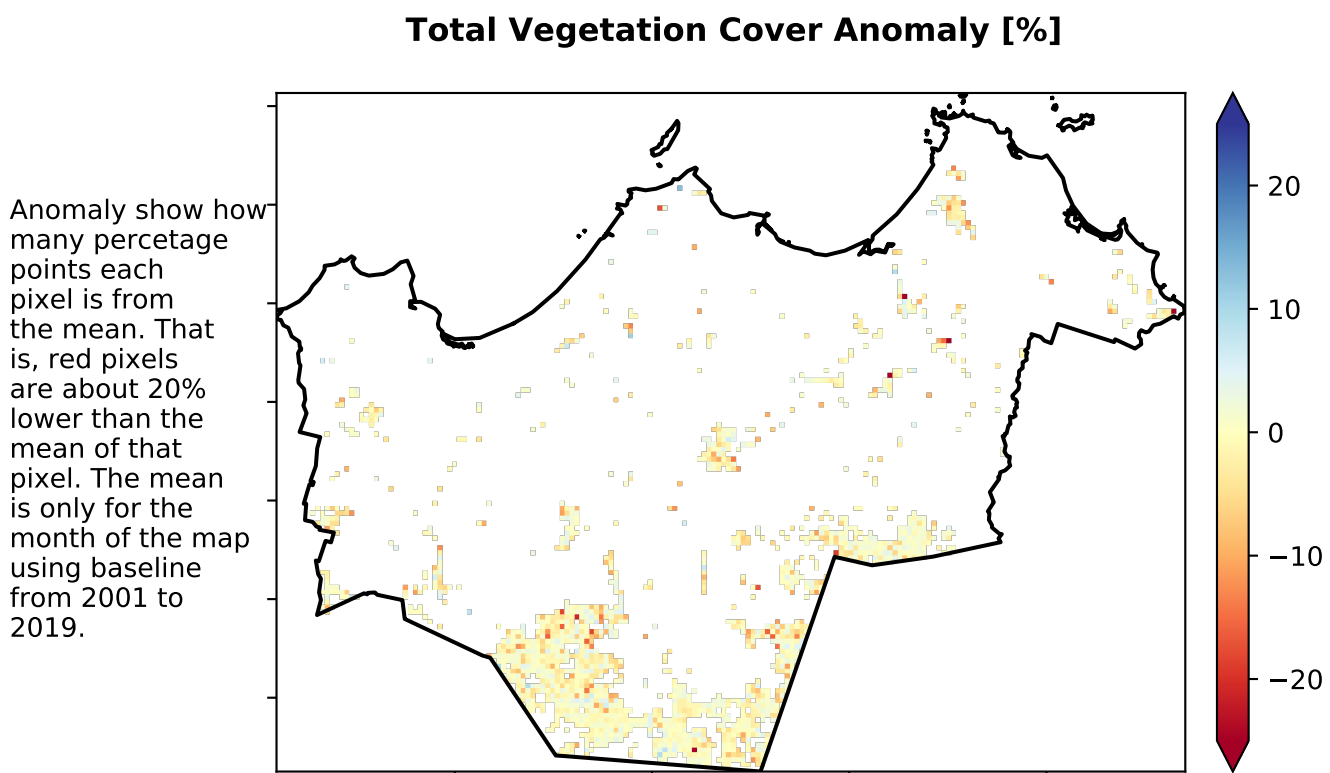 Total Vegetation Cover Anomaly [%]
Anomaly show how
many percetage
points each
pixel is from
the mean. That
is, red pixels
are about 20%
lower than the
mean of that
pixel. The mean
is only for the
month of the map
using baseline
from 2001 to
2019.
20
10
0
−10
−20